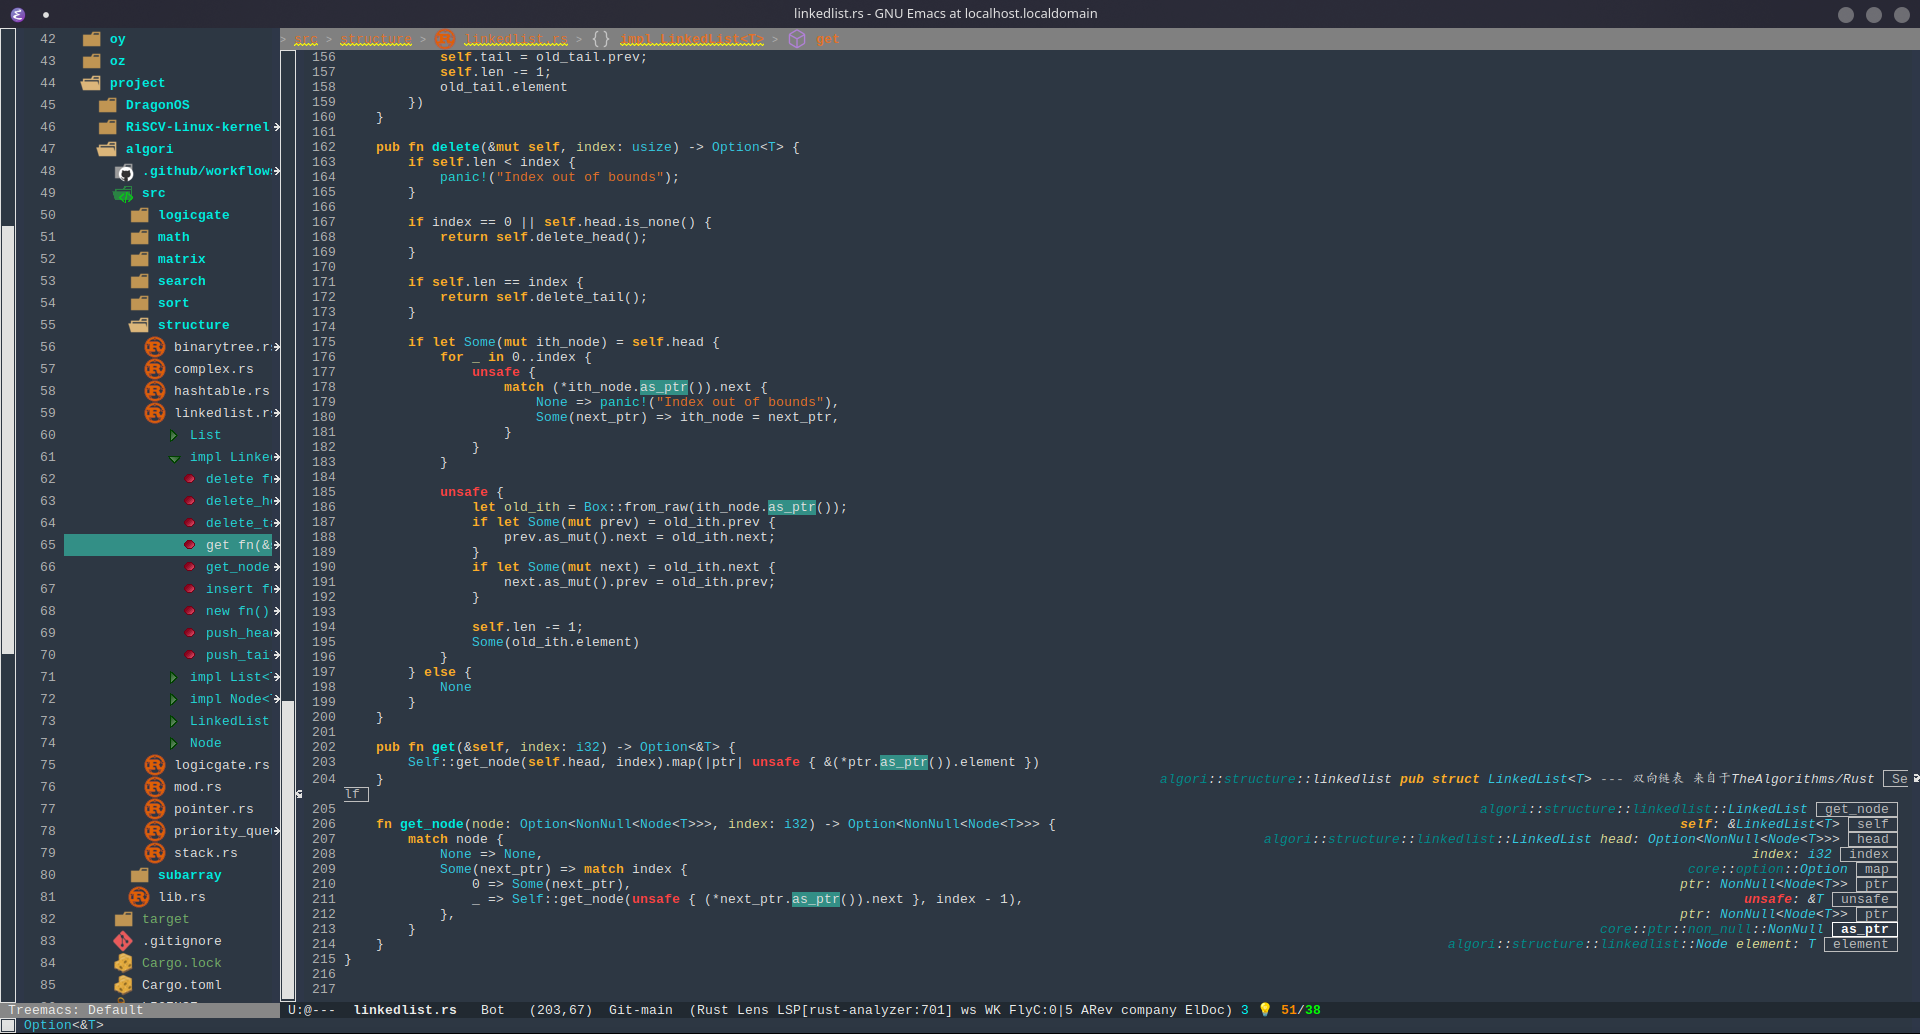 linkedlist.rs - GNU Emacs at localhost.localdomain
42 oy
43 oz
44 project
45 DragonOS
46 RiSCV-Linux-kernel
47 algori
48 .github/workflow
49 src
50 logicgate
51 math
52 matrix
53 search
54 sort
55 structure
56 binarytree.r
57 complex.rs
58 hashtable.rs
59 linkedlist.r
60 List
61 impl Linke
62 delete f
63 delete_h
64 delete_t
65 get fn(&
66 get_node
67 insert f
68 new fn()
69 push_hea
70 push_tai
71 impl List<
72 impl Node<
73 LinkedList
74 Node
75 logicgate.rs
76 mod.rs
77 pointer.rs
78 priority_que
79 stack.rs
80 subarray
81 lib.rs
82 target
83 .gitignore
84 Cargo.lock
85 Cargo.toml
Treemacs: Default
> src > structure > linkedlist.rs > {} impl LinkedList<T> > get
156             self.tail = old_tail.prev;
157             self.len -= 1;
158             old_tail.element
159         })
160     }
161
162     pub fn delete(&mut self, index: usize) -> Option<T> {
163         if self.len < index {
164             panic!("Index out of bounds");
165         }
166
167         if index == 0 || self.head.is_none() {
168             return self.delete_head();
169         }
170
171         if self.len == index {
172             return self.delete_tail();
173         }
174
175         if let Some(mut ith_node) = self.head {
176             for _ in 0..index {
177                 unsafe {
178                     match (*ith_node.as_ptr()).next {
179                         None => panic!("Index out of bounds"),
180                         Some(next_ptr) => ith_node = next_ptr,
181                     }
182                 }
183             }
184
185             unsafe {
186                 let old_ith = Box::from_raw(ith_node.as_ptr());
187                 if let Some(mut prev) = old_ith.prev {
188                     prev.as_mut().next = old_ith.next;
189                 }
190                 if let Some(mut next) = old_ith.next {
191                     next.as_mut().prev = old_ith.prev;
192                 }
193
194                 self.len -= 1;
195                 Some(old_ith.element)
196             }
197         } else {
198             None
199         }
200     }
201
202     pub fn get(&self, index: i32) -> Option<&T> {
203         Self::get_node(self.head, index).map(|ptr| unsafe { &(*ptr.as_ptr()).element })
204     } algori::structure::linkedlist pub struct LinkedList<T> --- 双向链表 来自于TheAlgorithms/Rust Se
lf
205 algori::structure::linkedlist::LinkedList get_node
206     fn get_node(node: Option<NonNull<Node<T>>>, index: i32) -> Option<NonNull<Node<T>>> { self: &LinkedList<T> self
207         match node { algori::structure::linkedlist::LinkedList head: Option<NonNull<Node<T>>> head
208             None => None, index: i32 index
209             Some(next_ptr) => match index { core::option::Option map
210                 0 => Some(next_ptr), ptr: NonNull<Node<T>> ptr
211                 _ => Self::get_node(unsafe { (*next_ptr.as_ptr()).next }, index - 1), unsafe: &T unsafe
212             }, ptr: NonNull<Node<T>> ptr
213         } core::ptr::non_null::NonNull as_ptr
214     } algori::structure::linkedlist::Node element: T element
215 }
216
217
U:@--- linkedlist.rs Bot (203,67) Git-main (Rust Lens LSP[rust-analyzer:701] ws WK FlyC:0|5 ARev company ElDoc) 3 51/38
Option<&T>